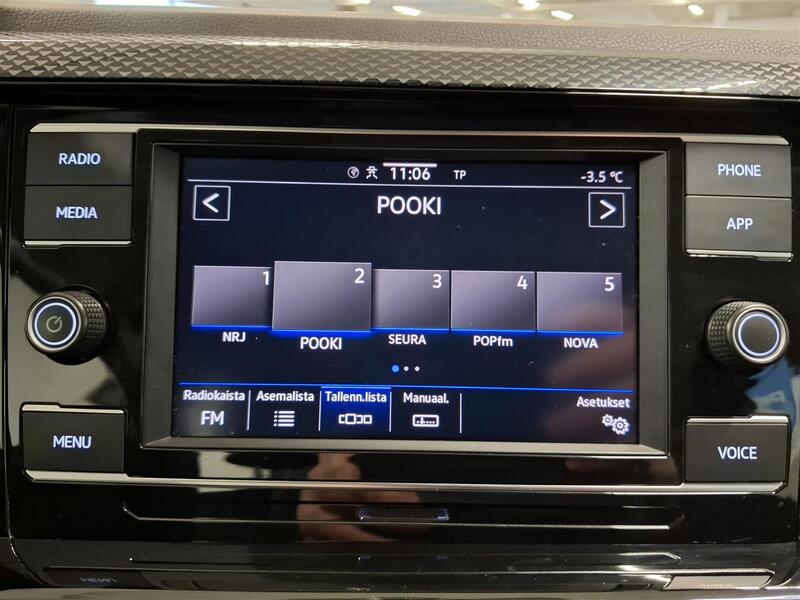 RADIO
MEDIA
MENU
11:06
TP
-3.5 °C
<
POOKI
>
1
2
3
4
5
NRJ
POOKI
SEURA
POPfm
NOVA
Radiokaista
FM
Asemalista
Tallenn.lista
Manuaal.
Asetukset
PHONE
APP
VOICE